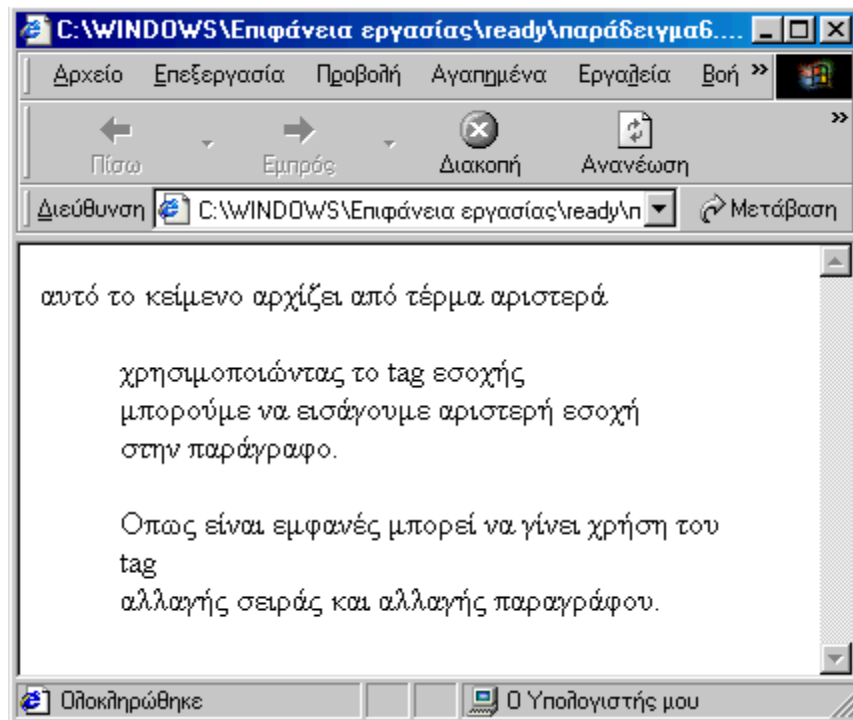 C:\WINDOWS\Επιφάνεια εργασίας\ready\παράδειγμα6....
Αρχείο Επεξεργασία Προβολή Αγαπημένα Εργαλεία Βοή »
Πίσω Εμπρός Διακοπή Ανανέωση »
Διεύθυνση C:\WINDOWS\Επιφάνεια εργασίας\ready\π Μετάβαση
αυτό το κείμενο αρχίζει από τέρμα αριστερά
χρησιμοποιώντας το tag εσοχής
μπορούμε να εισάγουμε αριστερή εσοχή
στην παράγραφο.
Οπως είναι εμφανές μπορεί να γίνει χρήση του
tag
αλλαγής σειράς και αλλαγής παραγράφου.
Ολοκληρώθηκε Ο Υπολογιστής μου